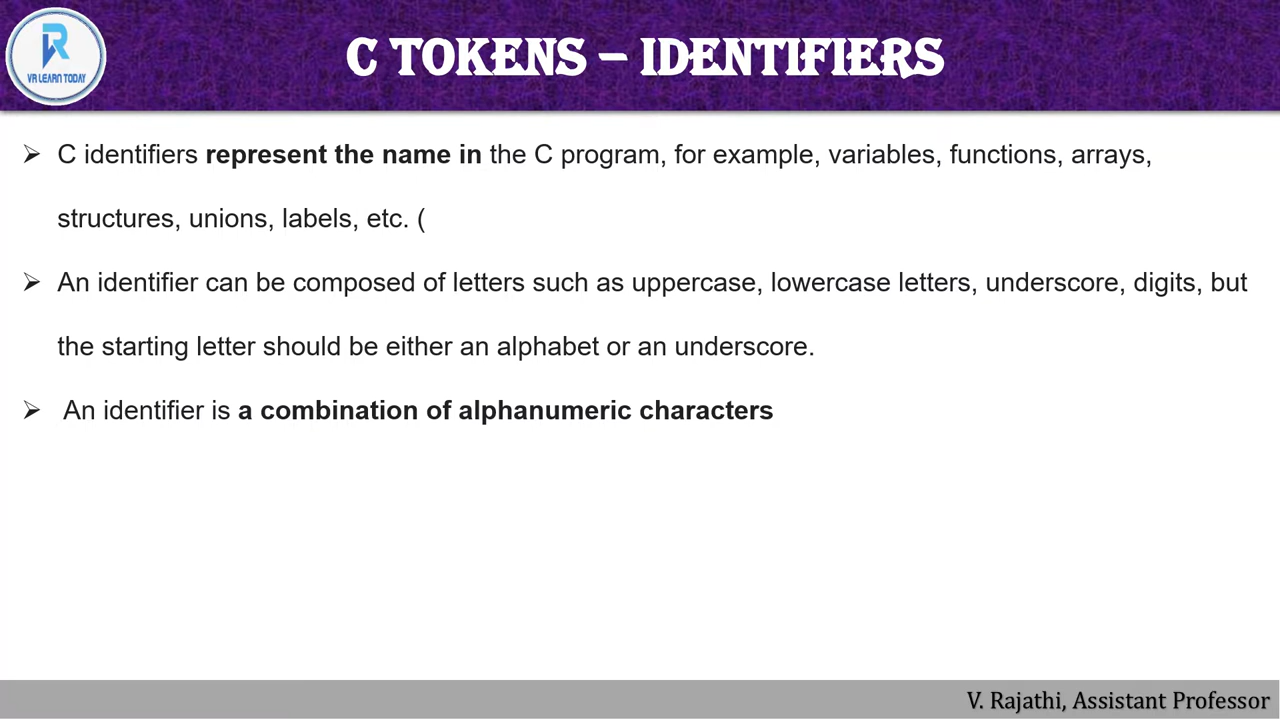 VR LEARN TODAY
C TOKENS – IDENTIFIERS
➢ C identifiers represent the name in the C program, for example, variables, functions, arrays,
structures, unions, labels, etc. (
➢ An identifier can be composed of letters such as uppercase, lowercase letters, underscore, digits, but
the starting letter should be either an alphabet or an underscore.
➢ An identifier is a combination of alphanumeric characters
V. Rajathi, Assistant Professor